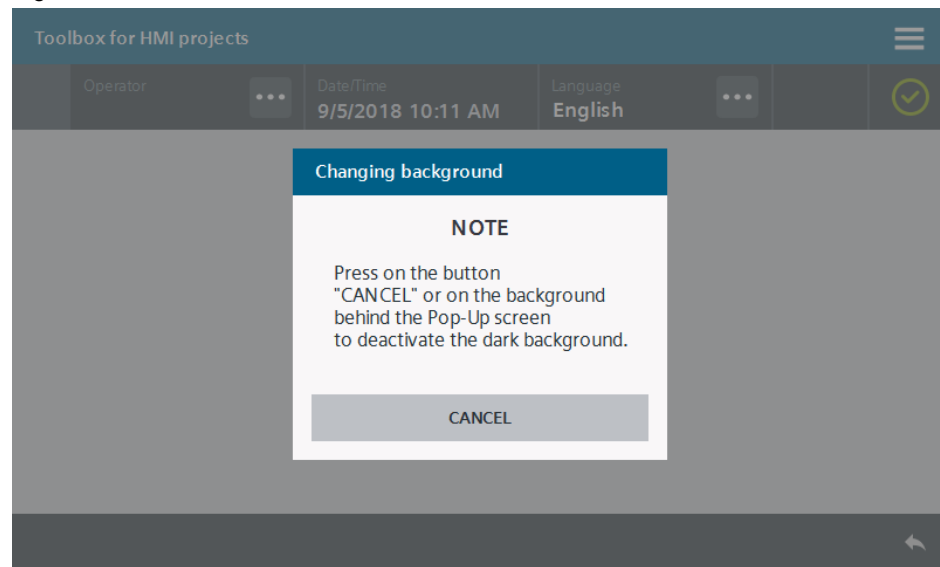 Toolbox for HMI projects
Operator
Date/Time
9/5/2018 10:11 AM
Language
English
Changing background
NOTE
Press on the button
"CANCEL" or on the background
behind the Pop-Up screen
to deactivate the dark background.
CANCEL